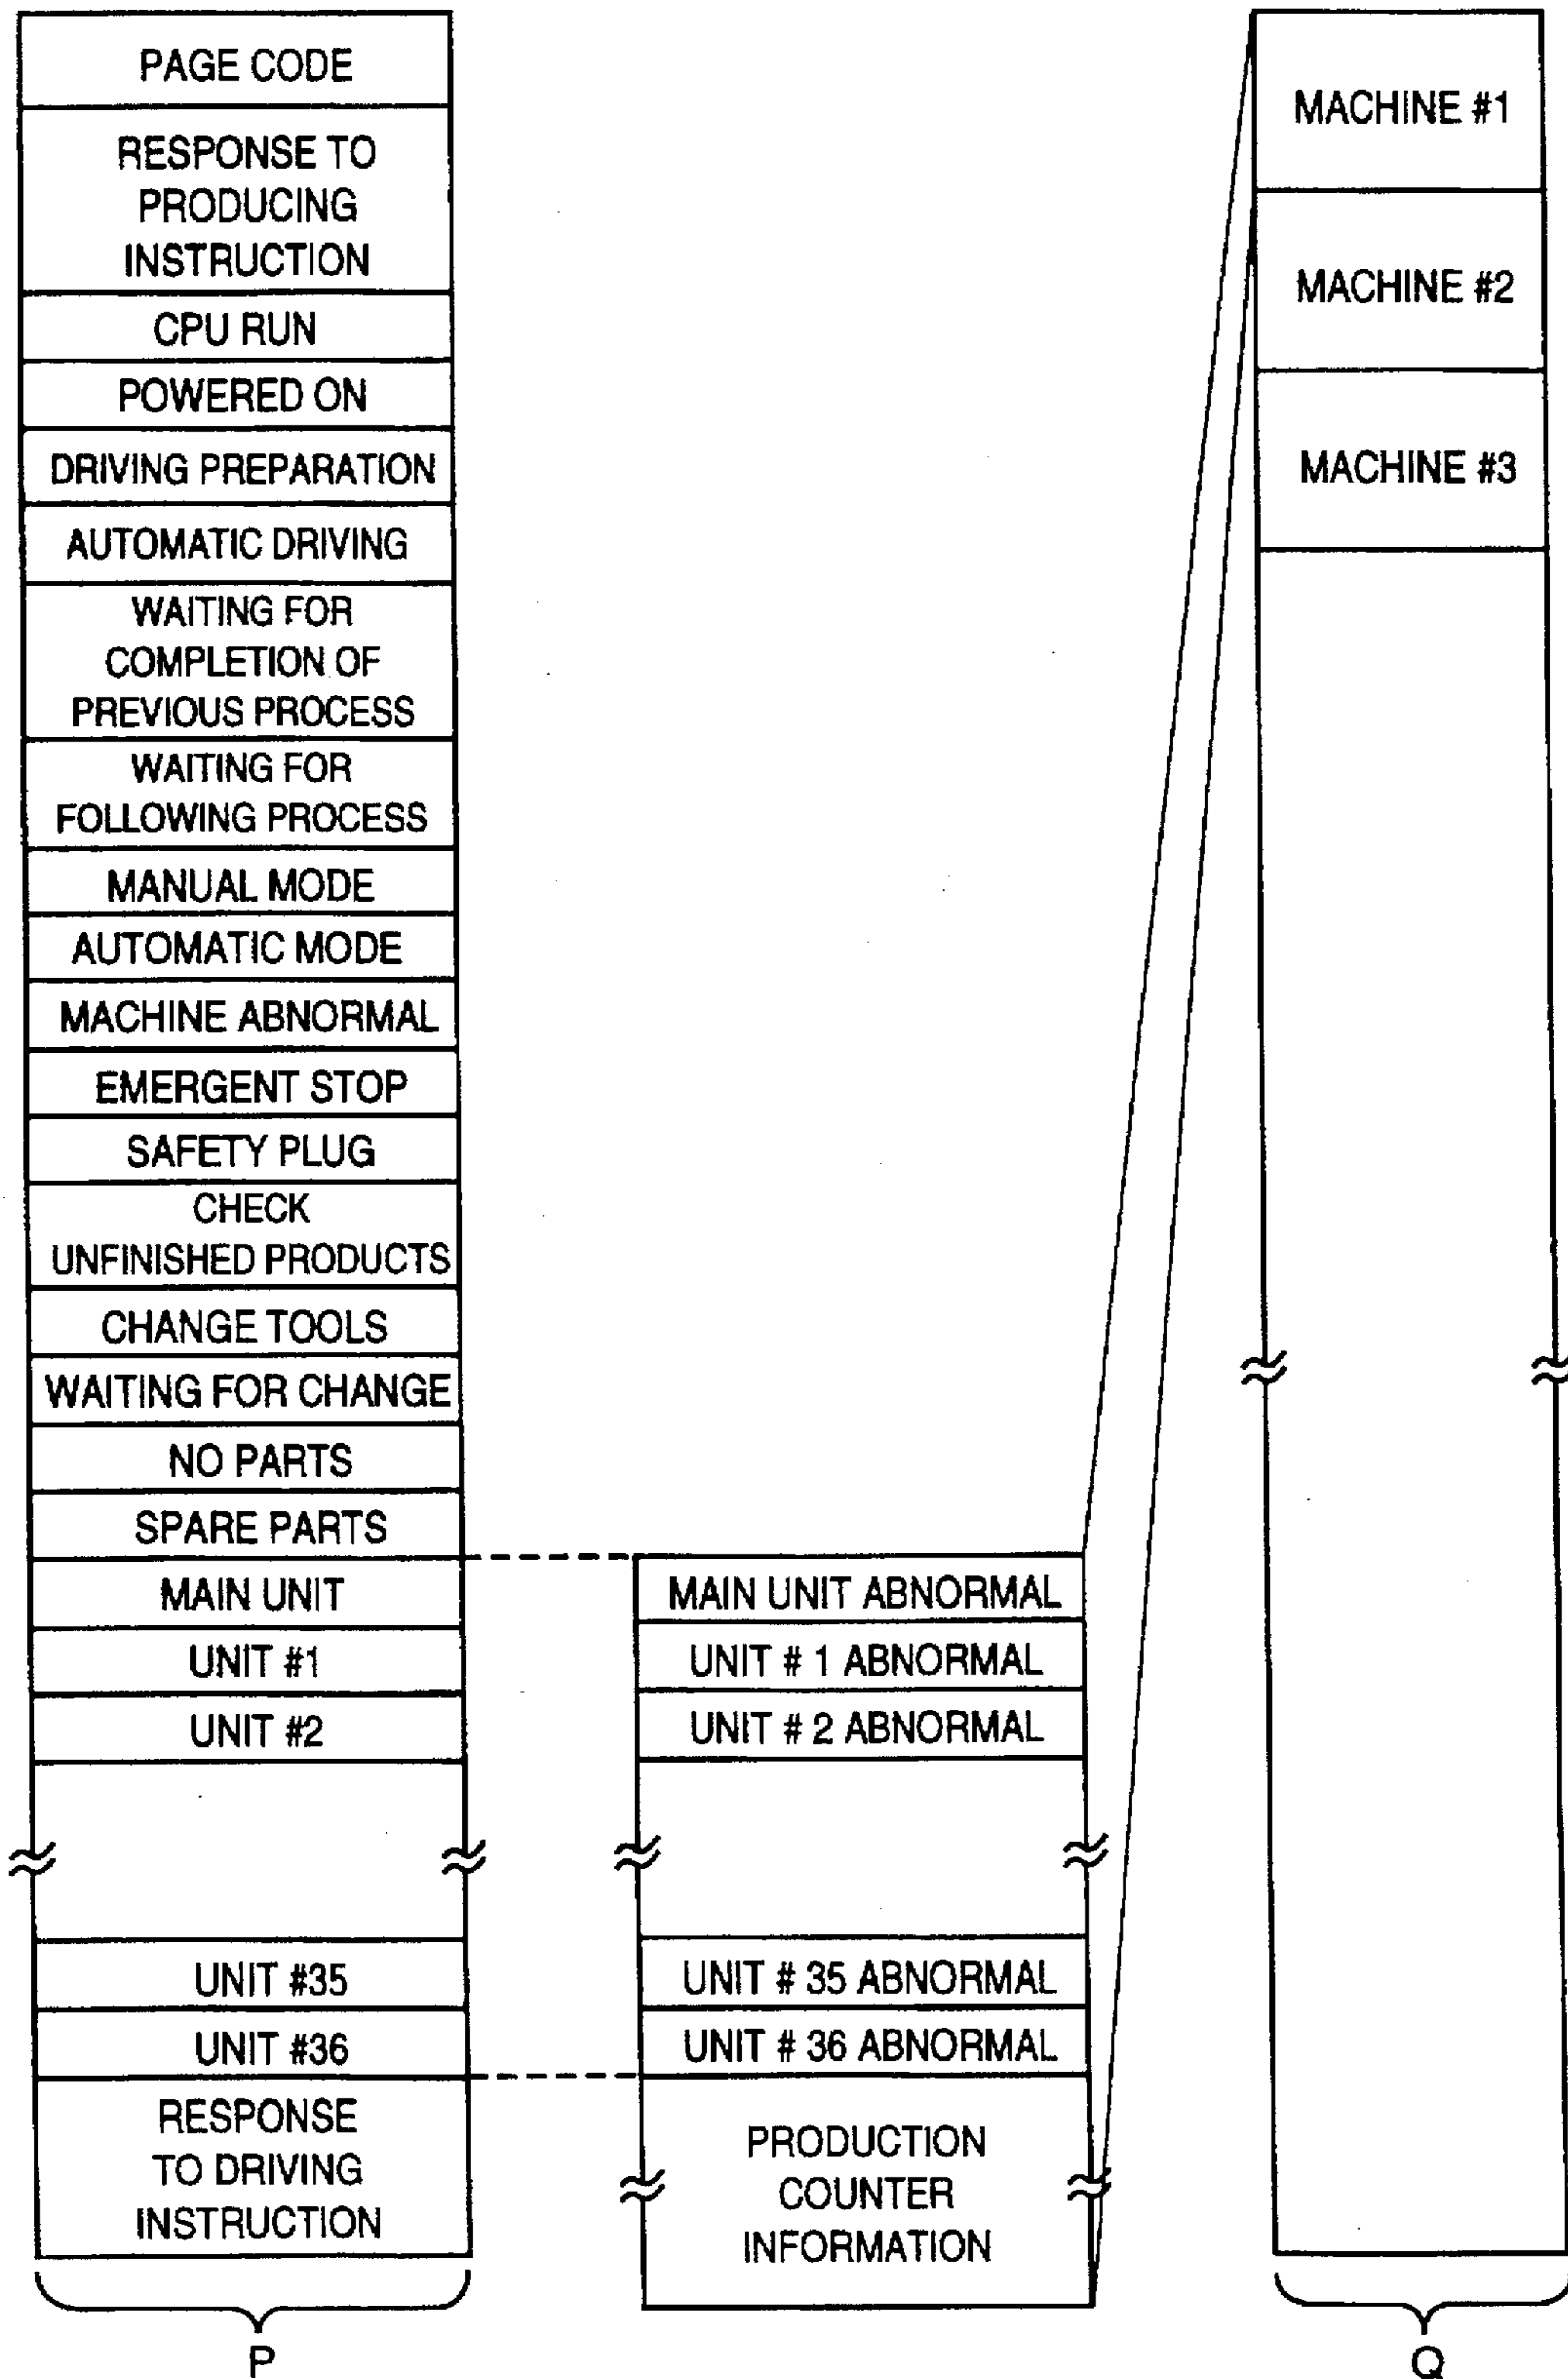 PAGE CODE
RESPONSE TO
PRODUCING
INSTRUCTION
CPU RUN
POWERED ON
DRIVING PREPARATION
AUTOMATIC DRIVING
WAITING FOR
COMPLETION OF
PREVIOUS PROCESS
WAITING FOR
FOLLOWING PROCESS
MANUAL MODE
AUTOMATIC MODE
MACHINE ABNORMAL
EMERGENT STOP
SAFETY PLUG
CHECK
UNFINISHED PRODUCTS
CHANGE TOOLS
WAITING FOR CHANGE
NO PARTS
SPARE PARTS
MAIN UNIT
UNIT #1
UNIT #2
UNIT #35
UNIT #36
RESPONSE
TO DRIVING
INSTRUCTION
P
MAIN UNIT ABNORMAL
UNIT # 1 ABNORMAL
UNIT # 2 ABNORMAL
UNIT # 35 ABNORMAL
UNIT # 36 ABNORMAL
PRODUCTION
COUNTER
INFORMATION
MACHINE #1
MACHINE #2
MACHINE #3
Q